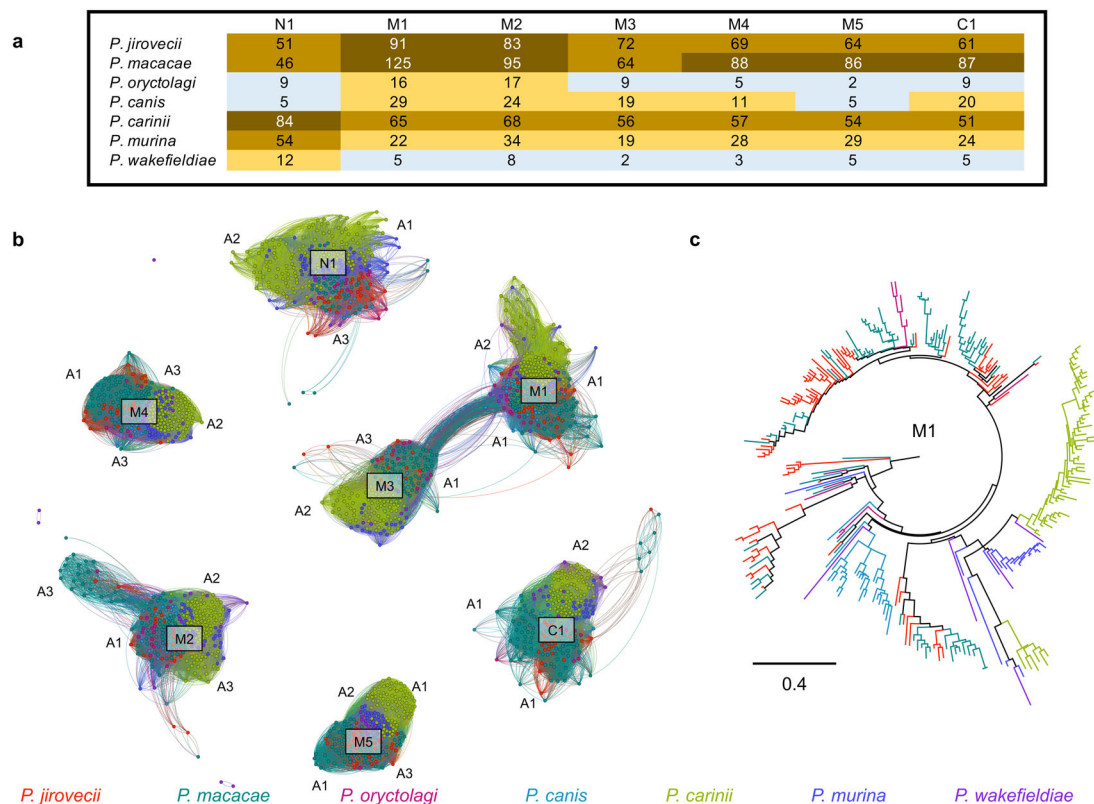 N1 M1 M2 M3 M4 M5 C1
a
P. jirovecii 51 91 83 72 69 64 61
P. macacae 46 125 95 64 88 86 87
P. oryctolagi 9 16 17 9 5 2 9
P. canis 5 29 24 19 11 5 20
P. carinii 84 65 68 56 57 54 51
P. murina 54 22 34 19 28 29 24
P. wakefieldiae 12 5 8 2 3 5 5
b
A2
A1
N1
A3
A1
A3
M4
A2
A3
A2
M1
A1
A1
A3
M3
A1
A2
A3
A2
A1
M2
A3
A2
A1
C1
A1
A2
A1
M5
A1
A3
c
M1
0.4
P. jirovecii P. macacae P. oryctolagi P. canis P. carinii P. murina P. wakefieldiae